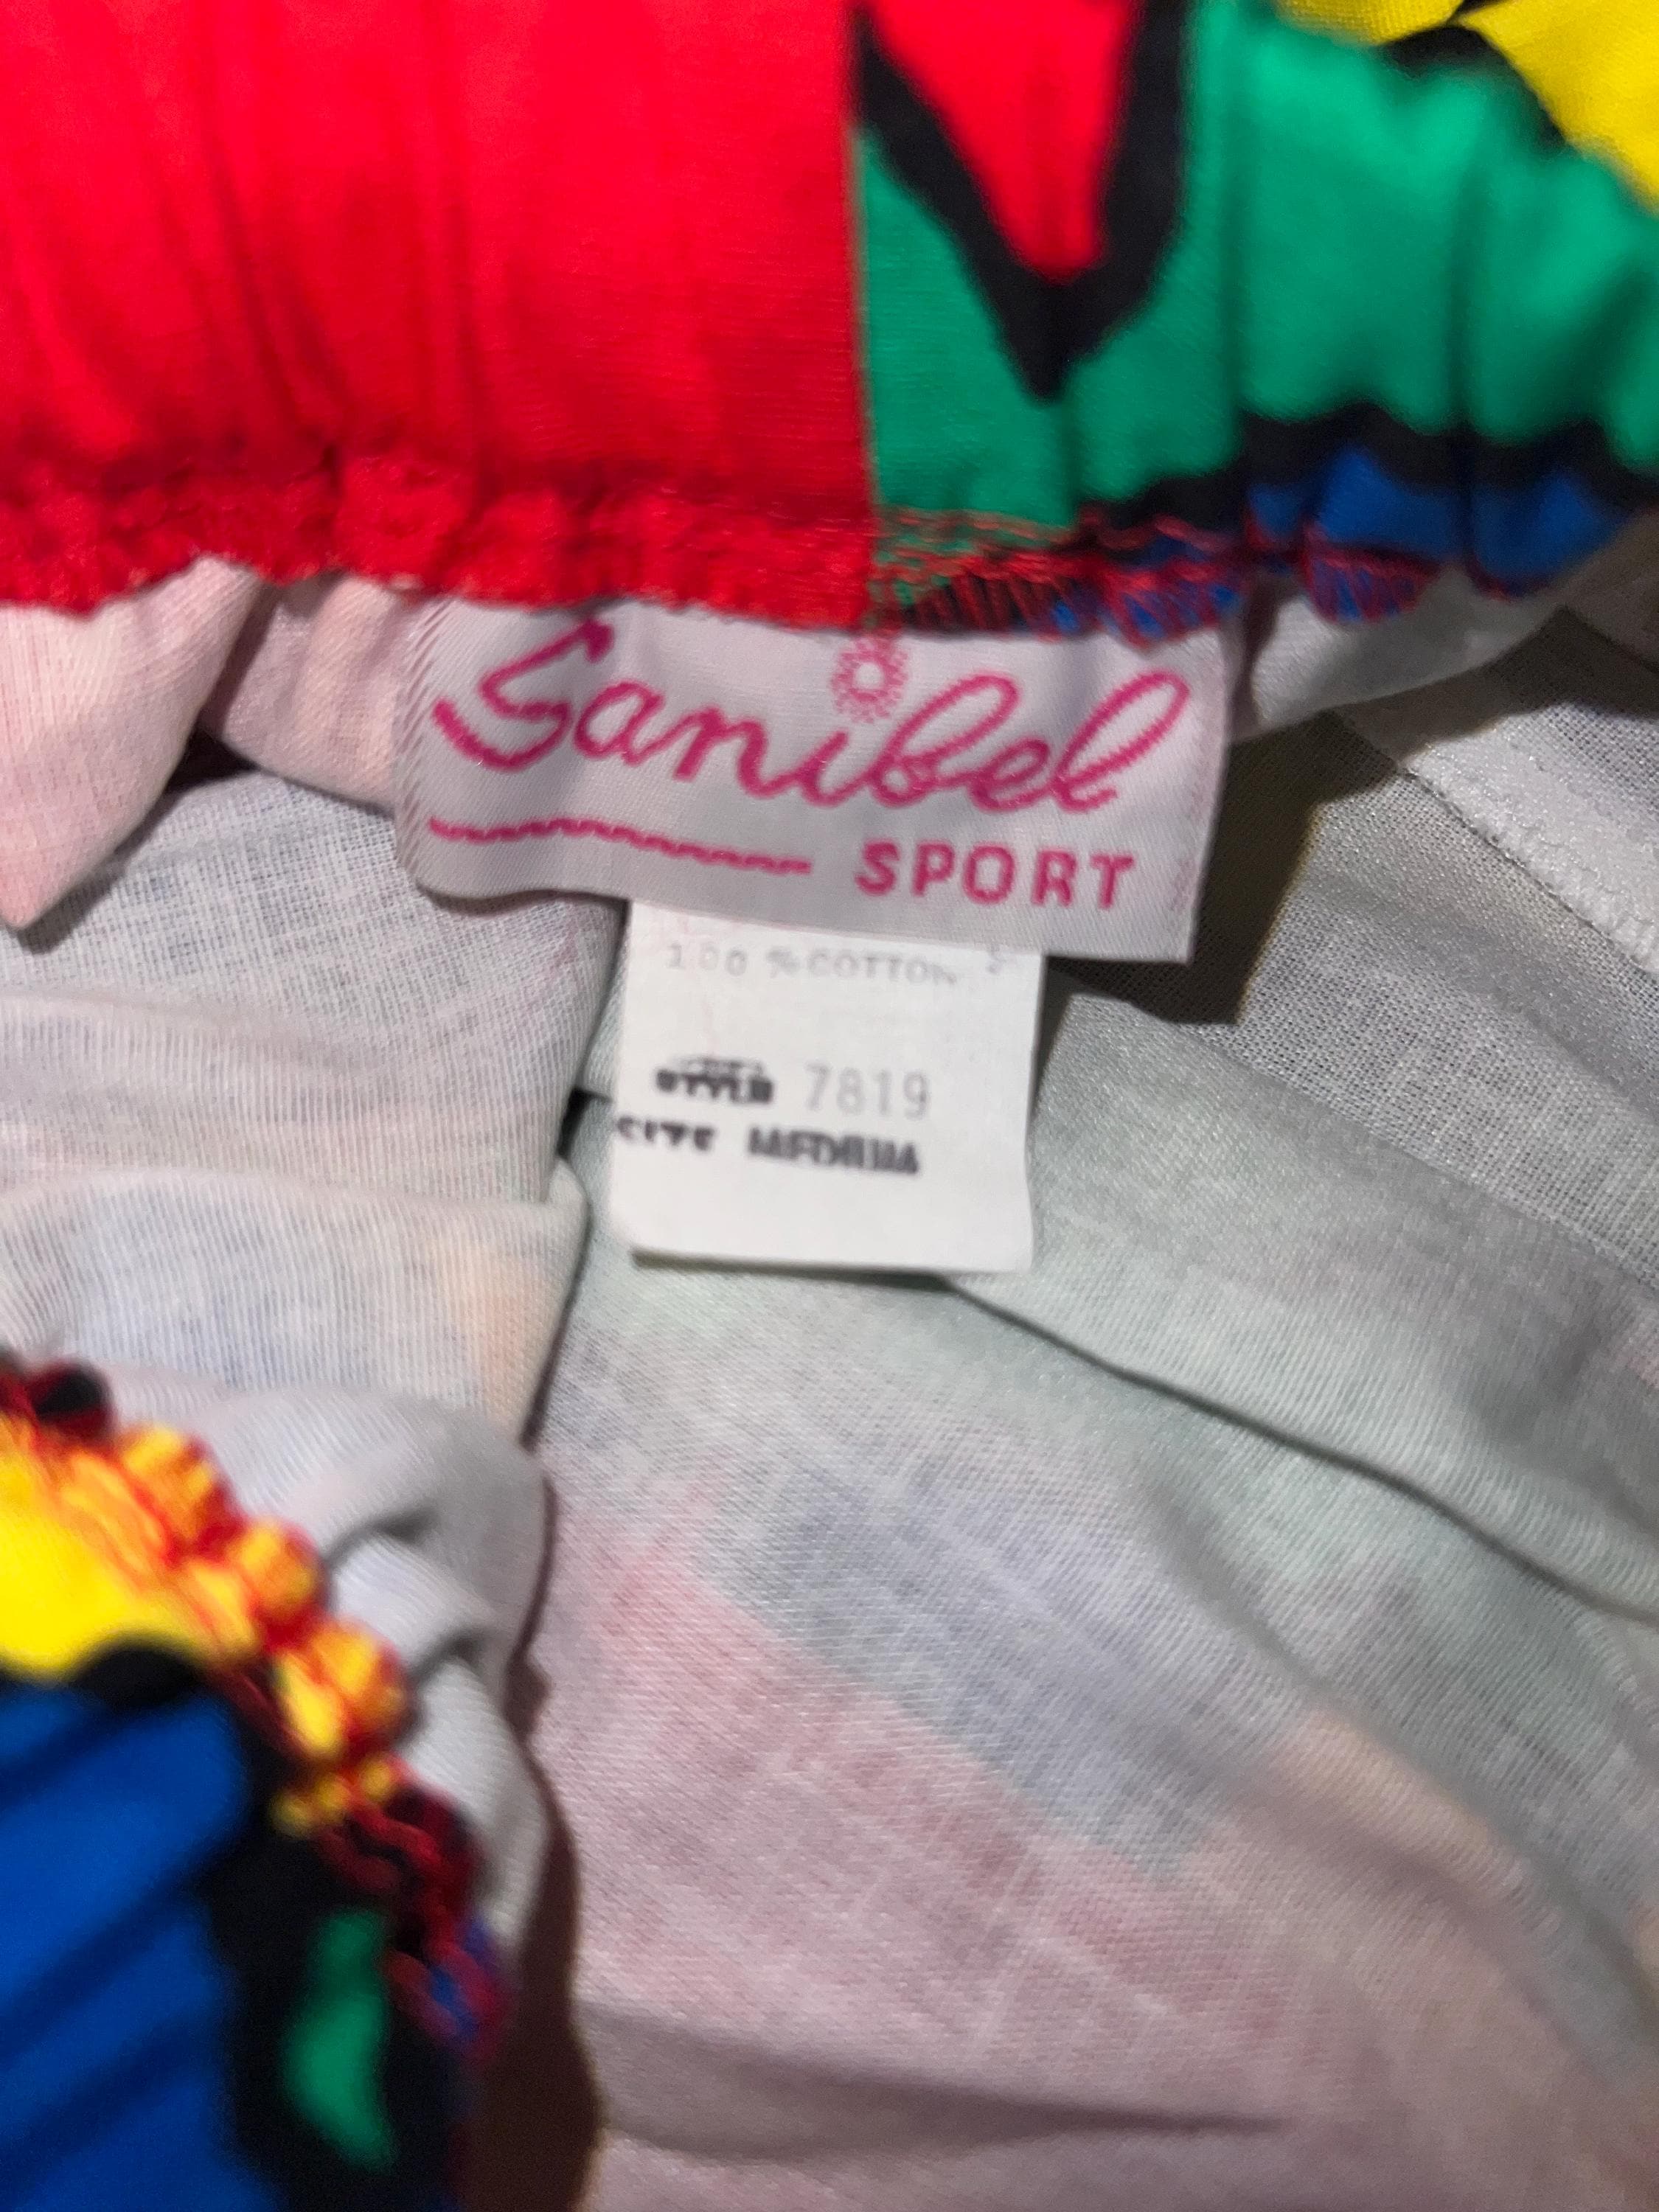 Sanibel
SPORT
100 % COTTON
STYLE 7819
SIZE MEDIUM